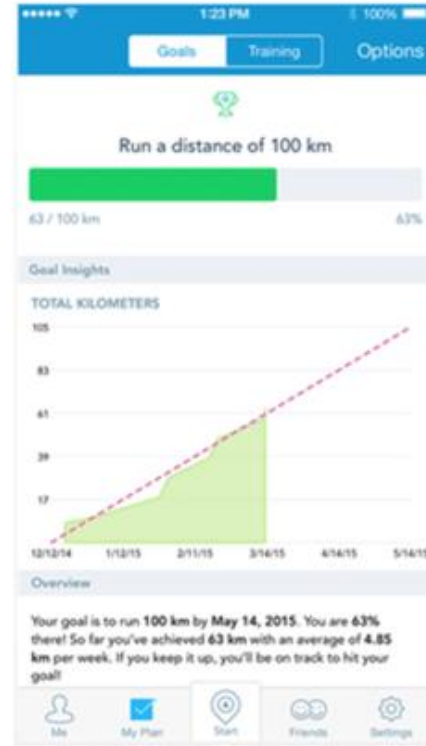 1:23 PM 100%
Goals Training Options
Run a distance of 100 km
63 / 100 km 63%
Goal Insights
TOTAL KILOMETERS
105
83
61
39
17
12/12/14 1/12/15 2/11/15 3/14/15 4/14/15 5/14/15
Overview
Your goal is to run 100 km by May 14, 2015. You are 63%
there! So far you've achieved 63 km with an average of 4.85
km per week. If you keep it up, you'll be on track to hit your
goal!
Me My Plan Start Friends Settings